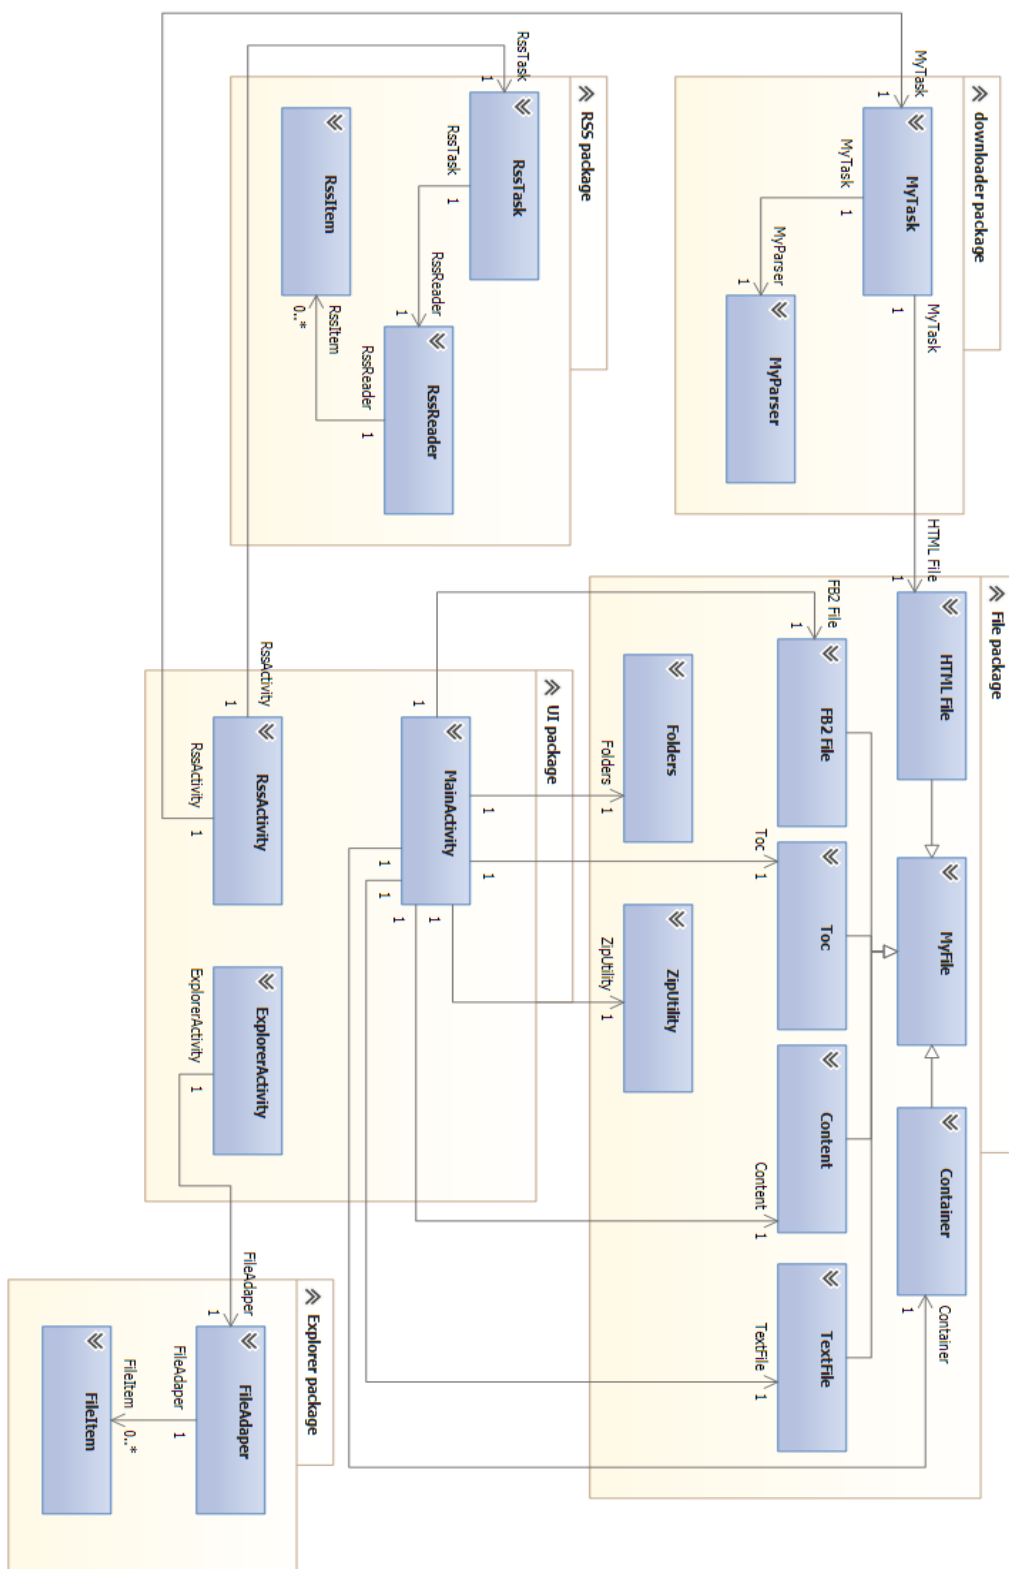 downloader package
MyTask
1
MyTask
MyTask
1
MyTask
1
MyParser
1
MyParser
HTML File
1
File package
HTML File
MyFile
Container
Container
1
FB2 File
1
FB2 File
Toc
Content
TextFile
Toc
1
Content
1
TextFile
1
Folders
ZipUtility
Folders
1
ZipUtility
1
RSS package
RssTask
1
RssTask
RssTask
1
RssReader
1
RssReader
RssReader
1
RssItem
0..*
RssItem
UI package
MainActivity
1
1
1
1
1
1
1
RssActivity
1
RssActivity
RssActivity
1
ExplorerActivity
ExplorerActivity
1
Explorer package
FileAdaper
1
FileAdaper
FileAdaper
1
FileItem
0..*
FileItem